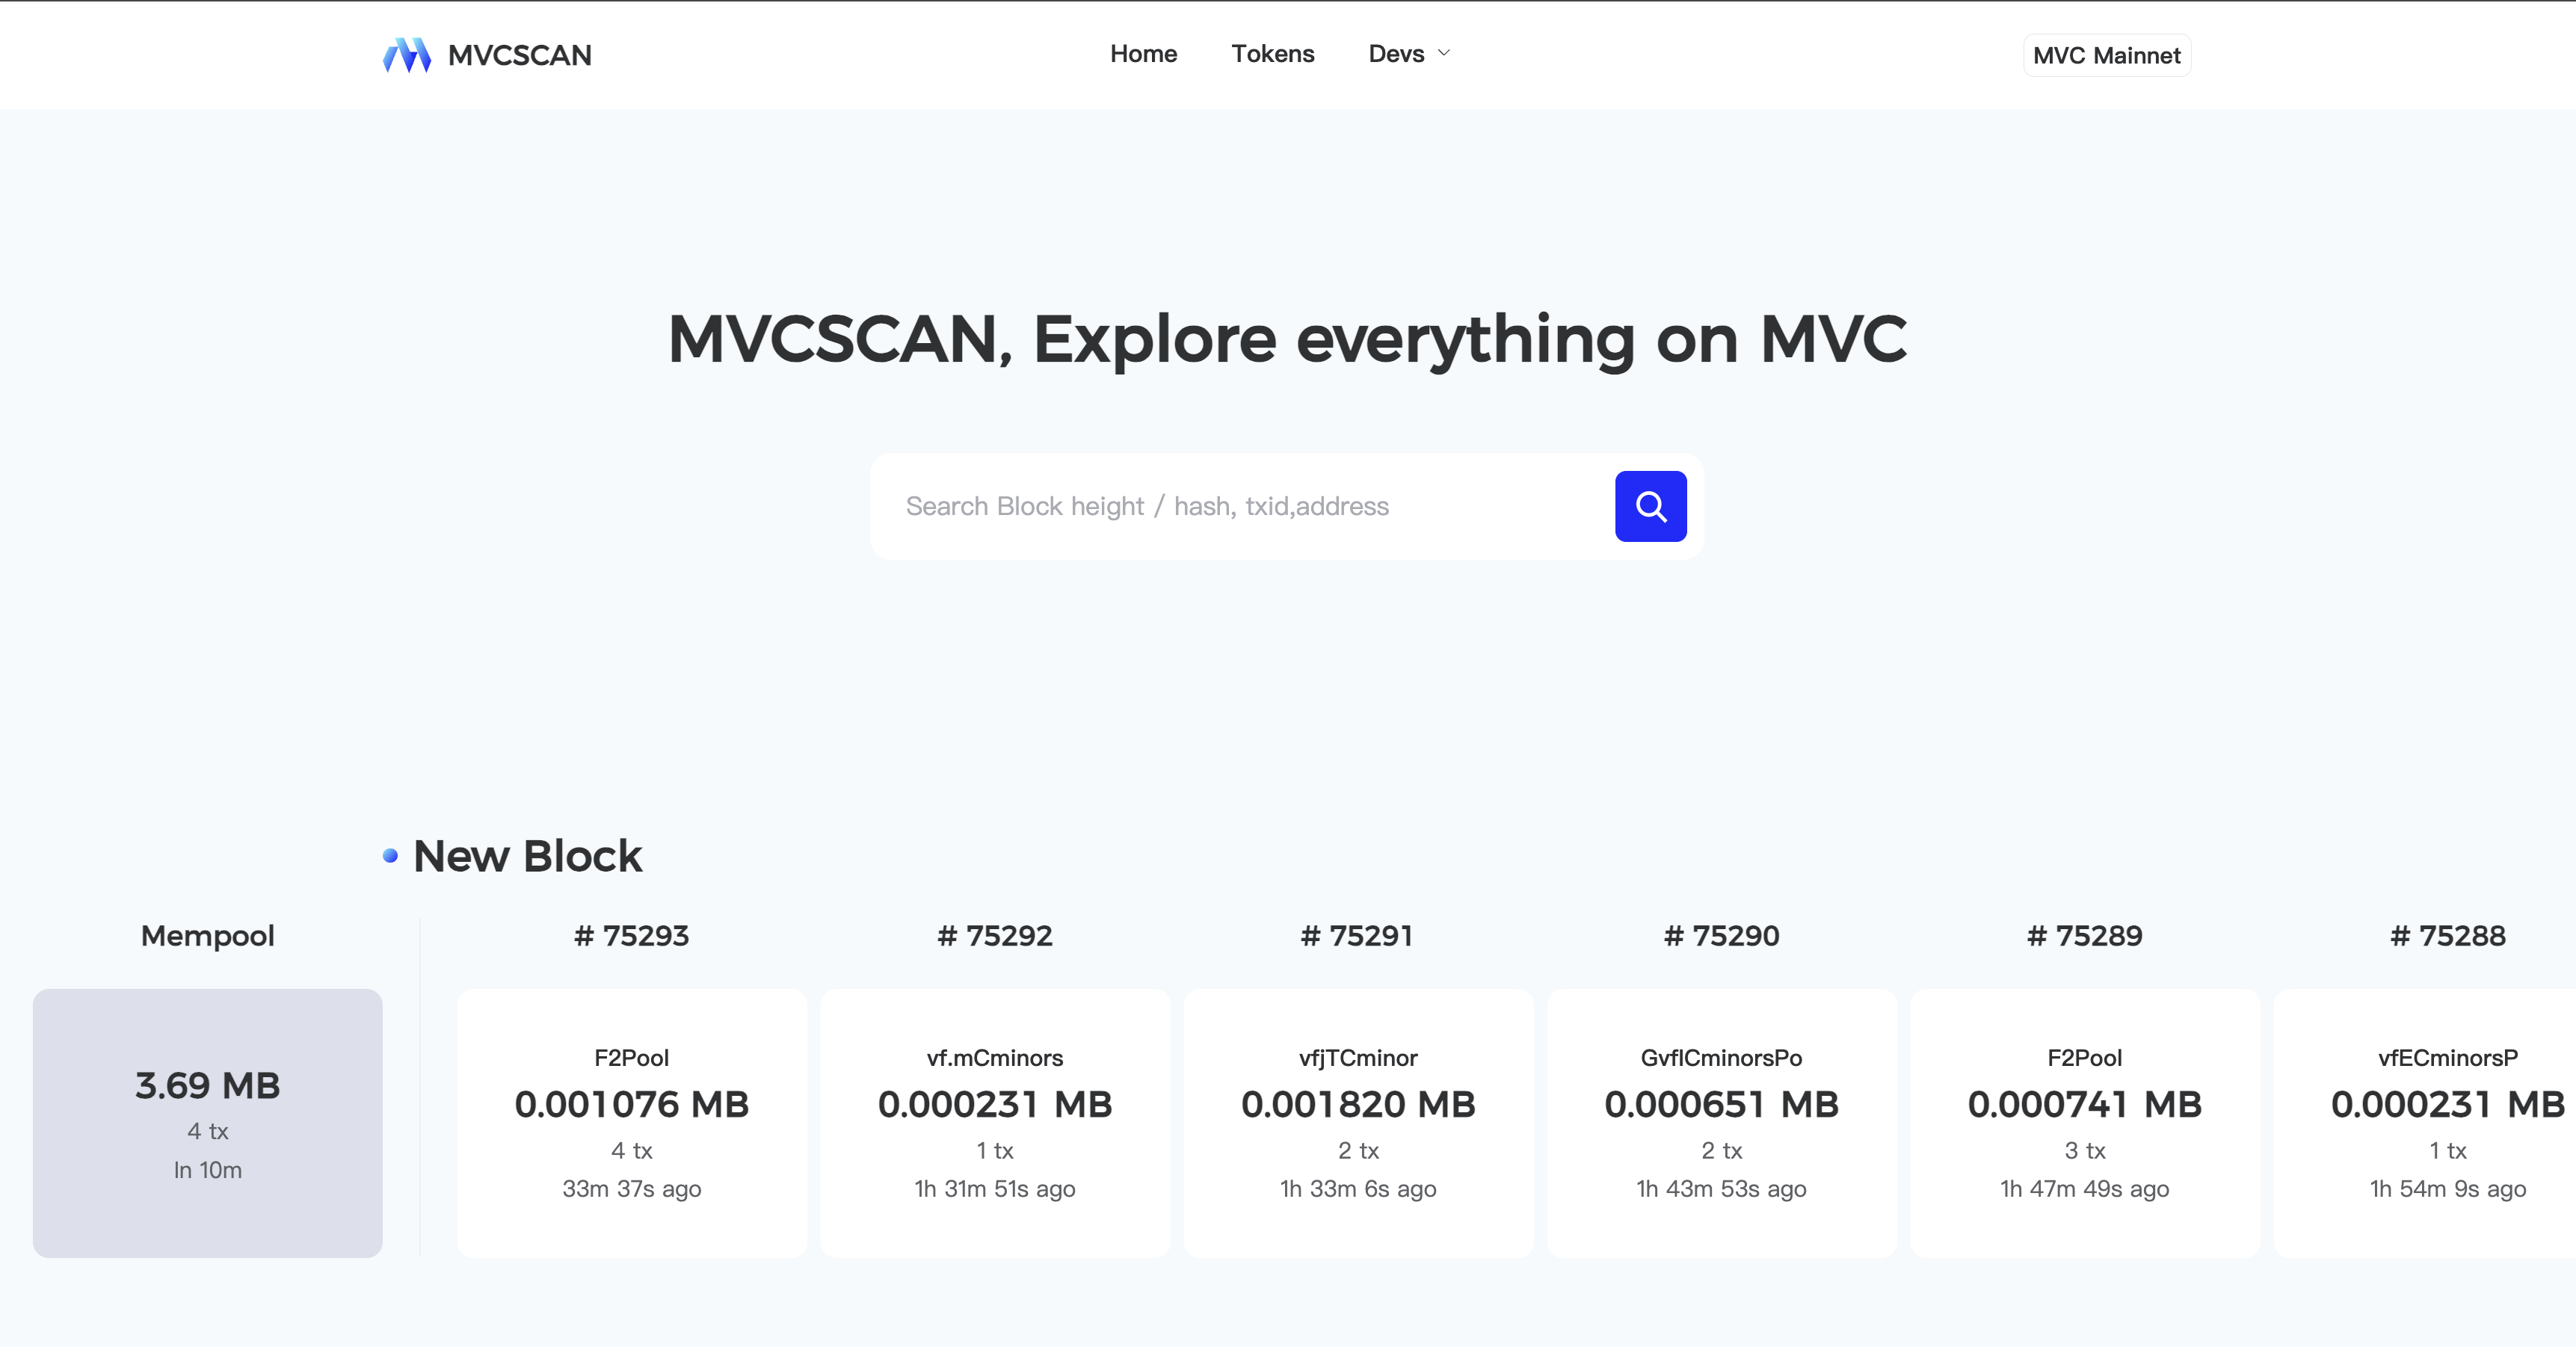 MVCSCAN
Home Tokens Devs
MVC Mainnet
MVCSCAN, Explore everything on MVC
Search Block height / hash, txid,address
New Block
Mempool
3.69 MB
4 tx
In 10m
# 75293
F2Pool
0.001076 MB
4 tx
33m 37s ago
# 75292
vf.mCminors
0.000231 MB
1 tx
1h 31m 51s ago
# 75291
vfjTCminor
0.001820 MB
2 tx
1h 33m 6s ago
# 75290
GvflCminorsPo
0.000651 MB
2 tx
1h 43m 53s ago
# 75289
F2Pool
0.000741 MB
3 tx
1h 47m 49s ago
# 75288
vfECminorsP
0.000231 MB
1 tx
1h 54m 9s ago